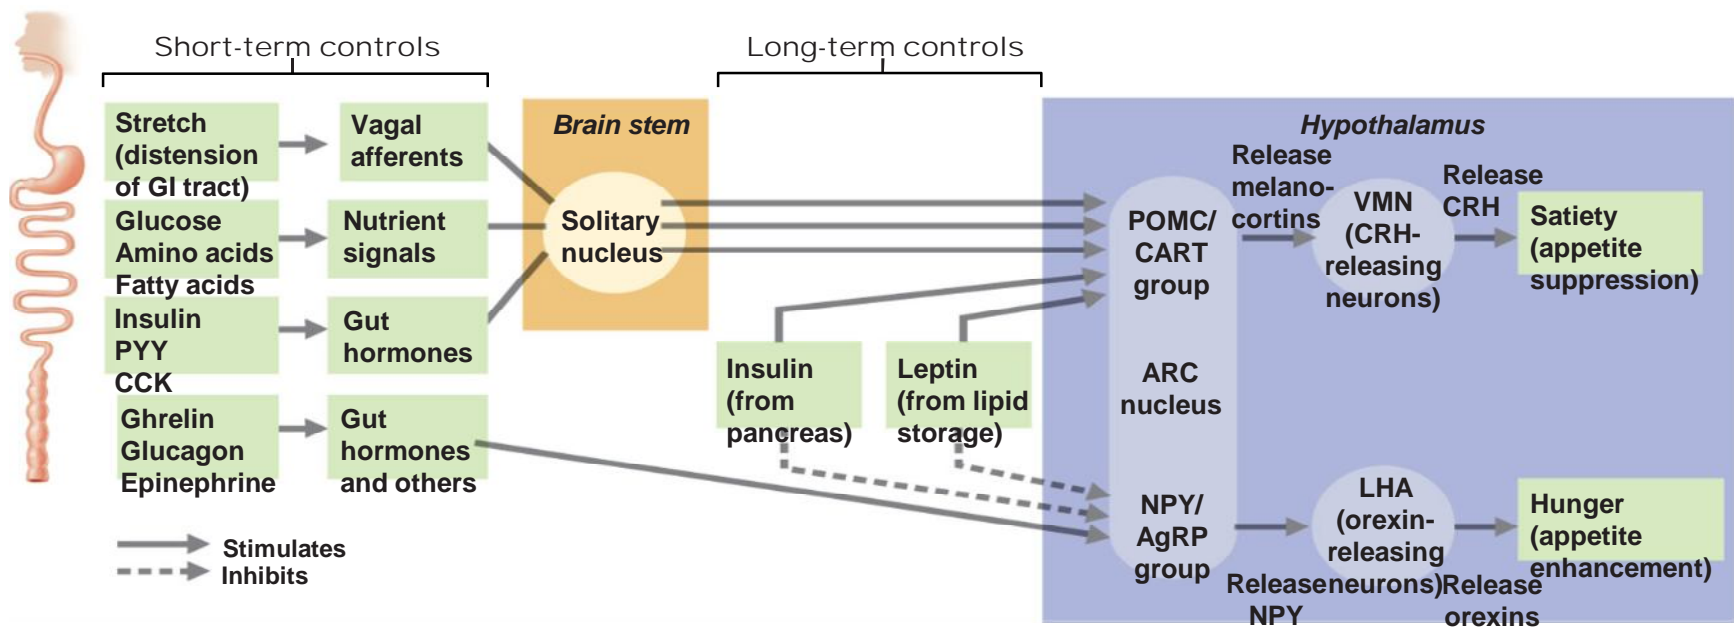 Short-term controls
Long-term controls
Stretch
(distension
of GI tract)
Vagal
afferents
Glucose
Amino acids
Fatty acids
Nutrient
signals
Insulin
PYY
CCK
Gut
hormones
Ghrelin
Glucagon
Epinephrine
Gut
hormones
and others
Stimulates
Inhibits
Brain stem
Solitary
nucleus
Insulin
(from
pancreas)
Leptin
(from lipid
storage)
Hypothalamus
POMC/
CART
group
ARC
nucleus
NPY/
AgRP
group
Release
melano-
cortins
VMN
(CRH-
releasing
neurons)
Release
CRH
Satiety
(appetite
suppression)
Release
NPY
LHA
(orexin-
releasing
neurons)
Release
orexins
Hunger
(appetite
enhancement)